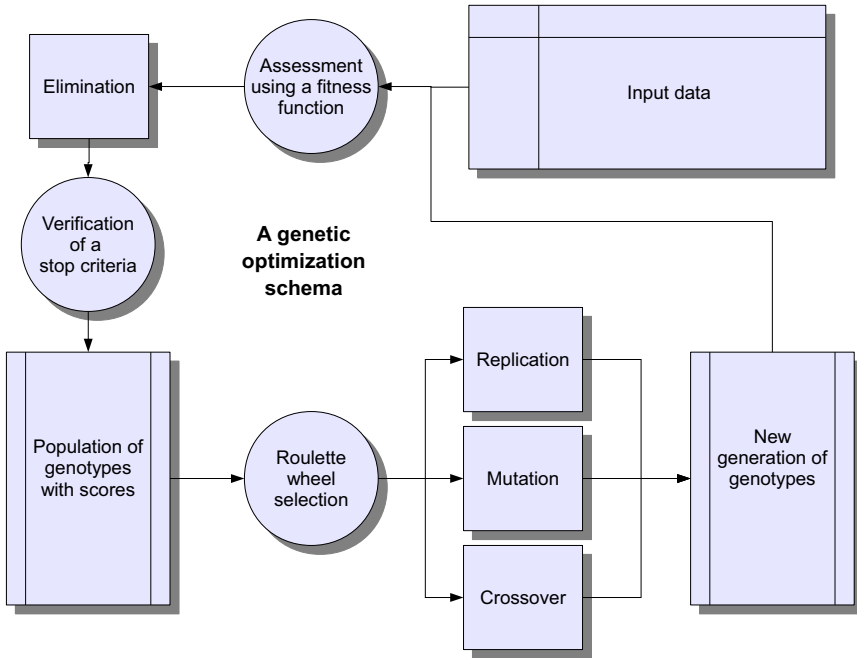 Elimination
Assessment
using a fitness
function
Input data
Verification
of a
stop criteria
A genetic
optimization
schema
Population of
genotypes
with scores
Roulette
wheel
selection
Replication
Mutation
Crossover
New
generation of
genotypes